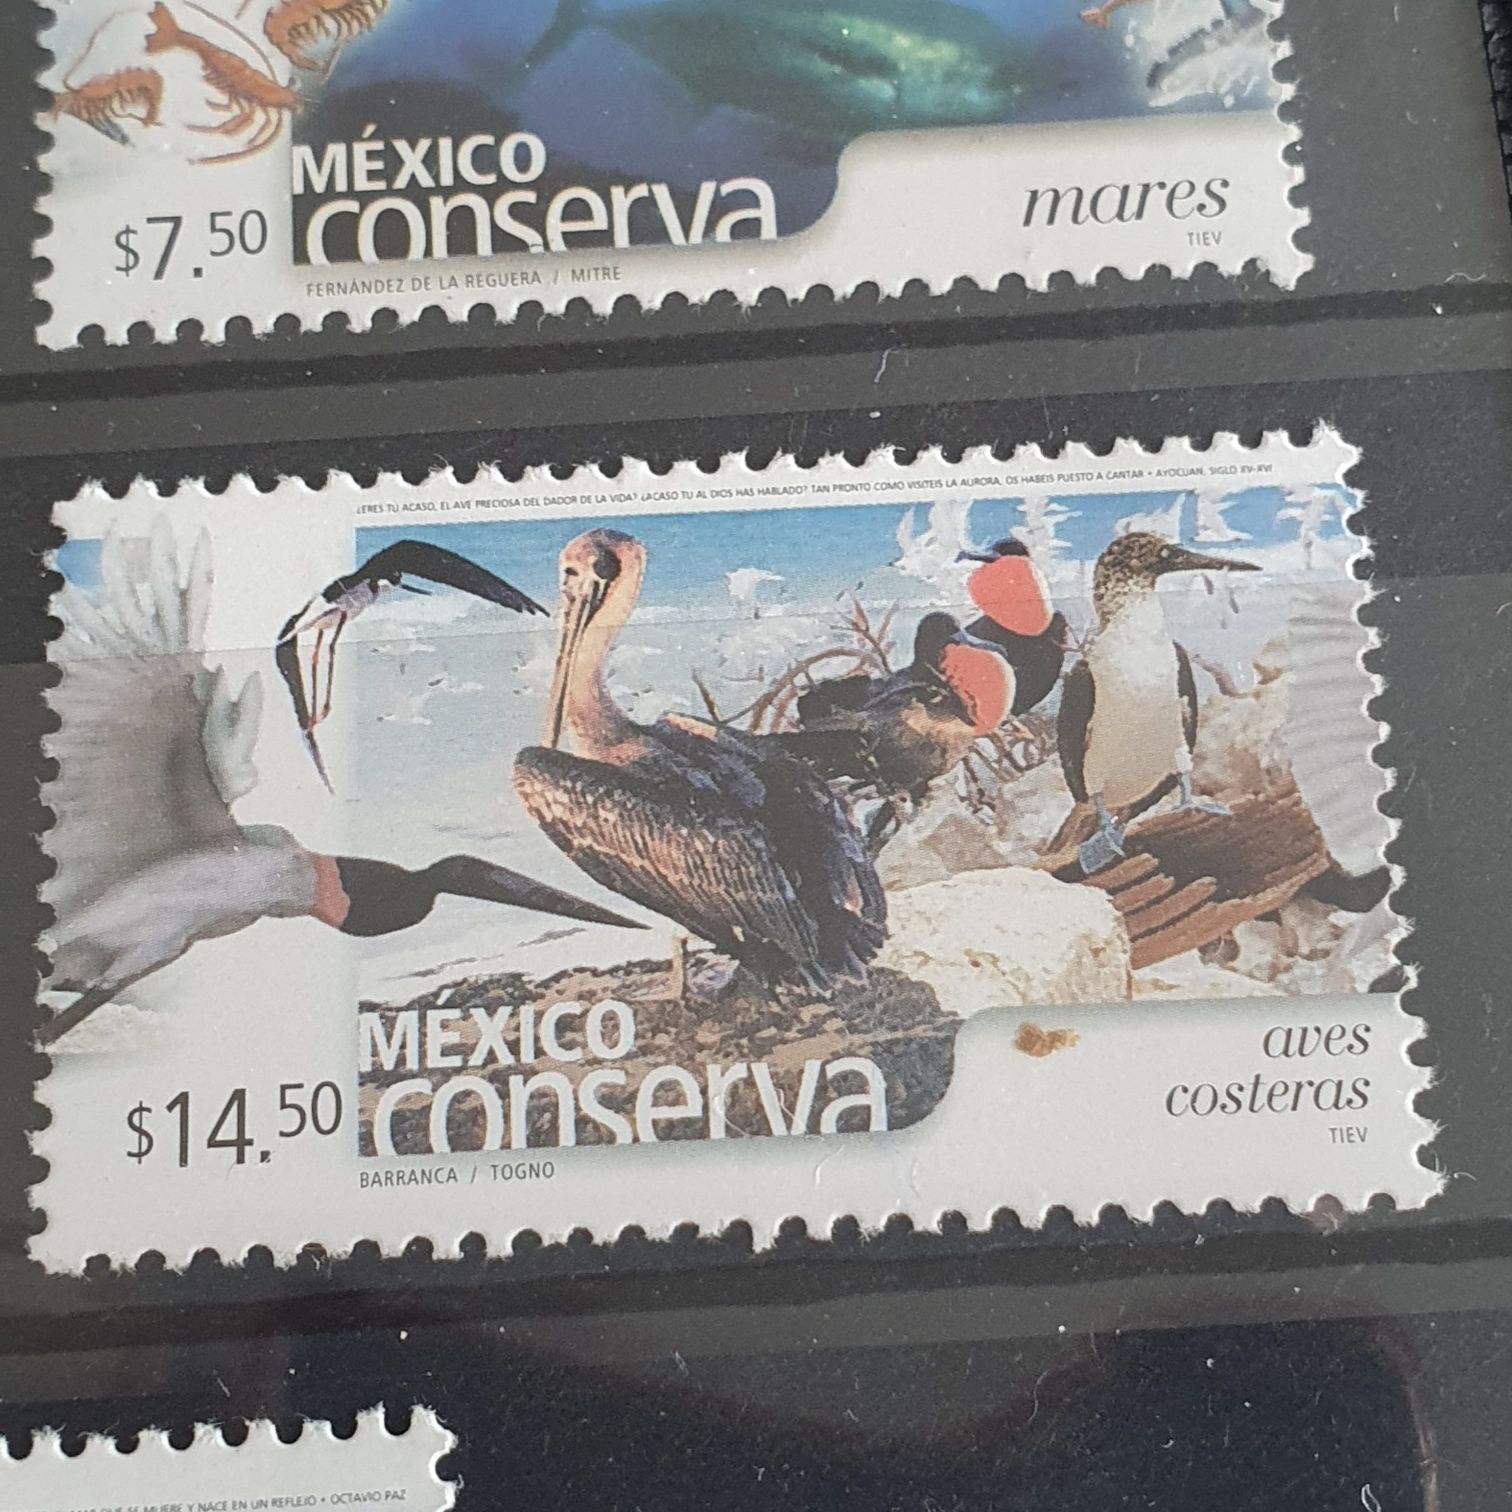 MÉXICO
conserva
$7.50
mares
TIEV
FERNÁNDEZ DE LA REGUERA / MITRE
¿ERES TU ACASO, EL AVE PRECIOSA DEL DADOR DE LA VIDA? ¿ACASO TU AL DIOS HAS HABLADO? TAN PRONTO COMO VISTEIS LA AURORA, OS HABEIS PUESTO A CANTAR • AYOCUAN, SIGLO XV-XVI
MÉXICO
conserva
$14.50
aves
costeras
TIEV
BARRANCA / TOGNO
QUE SE MUERE Y NACE EN UN REFLEJO • OCTAVIO PAZ